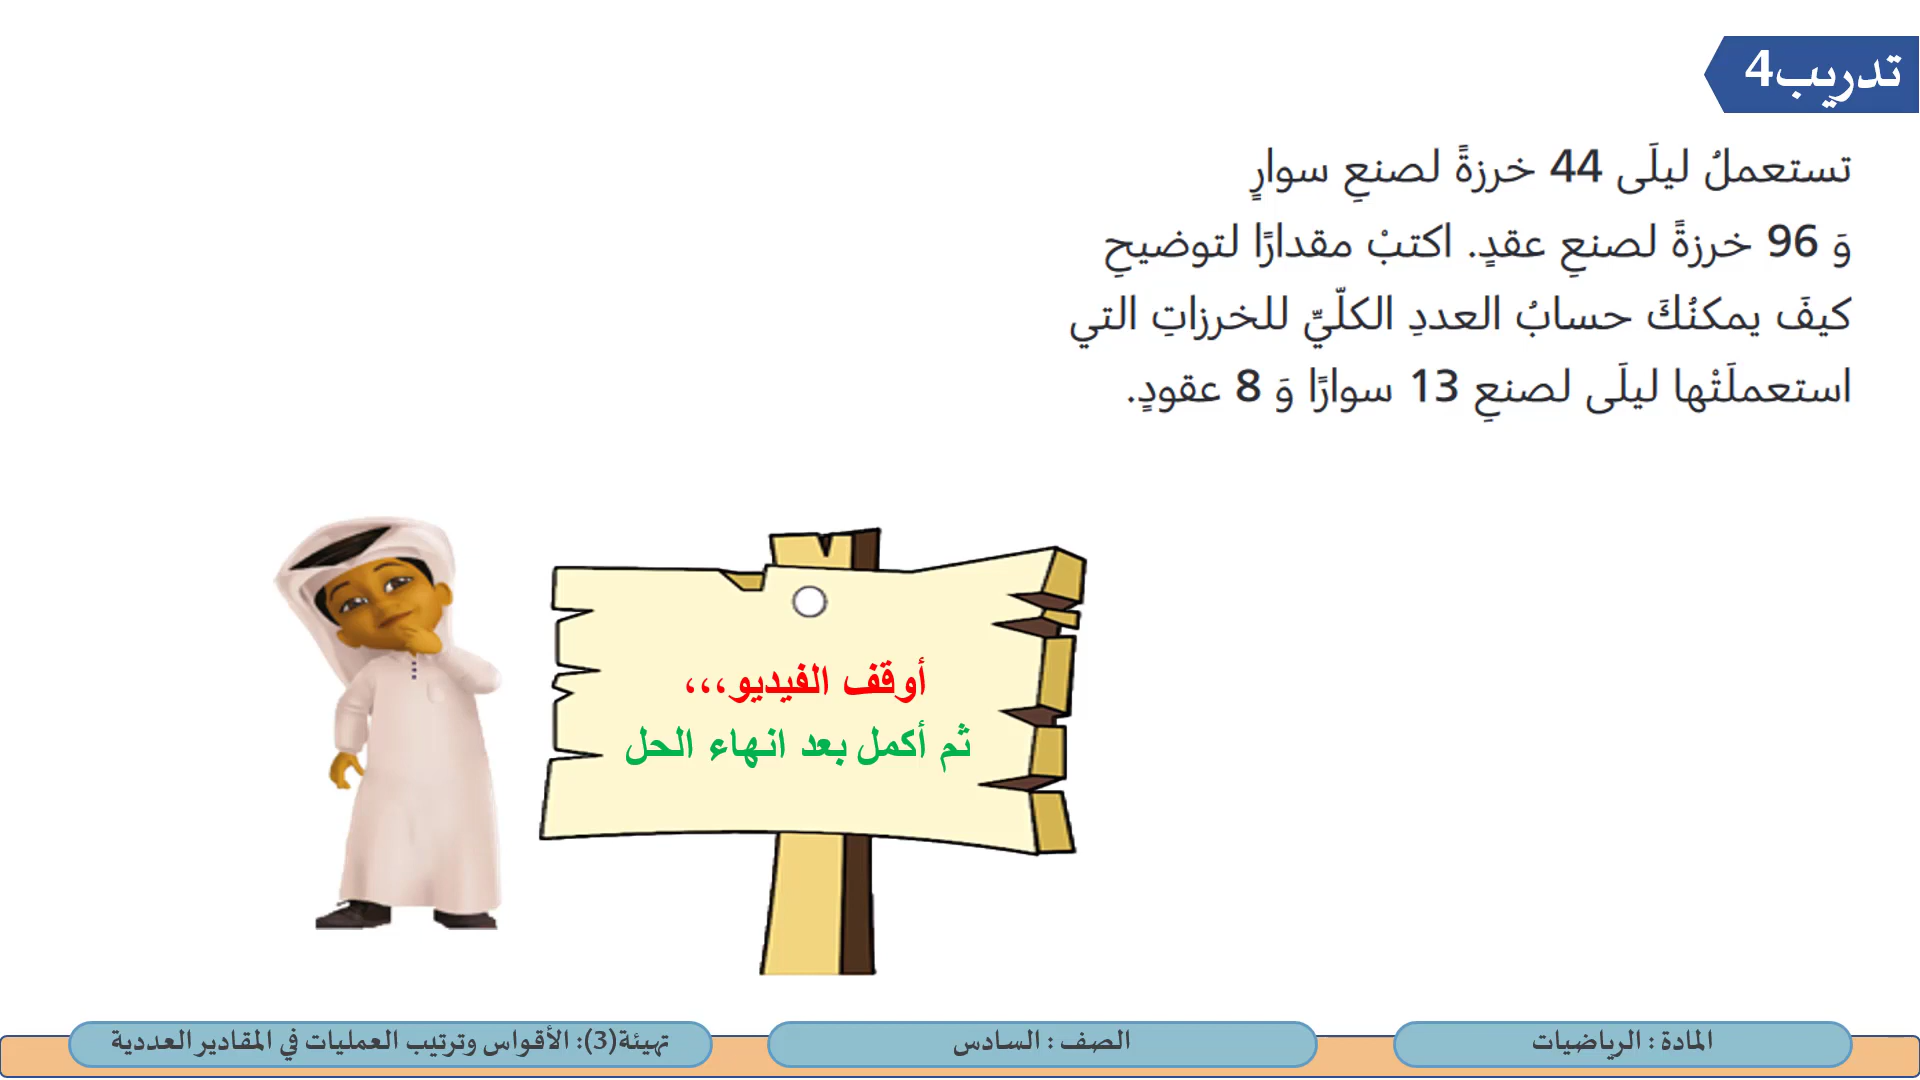 تدريب4
تستعملُ ليلَى 44 خرزةً لصنعِ سوارٍ
وَ 96 خرزةً لصنعِ عقدٍ. اكتبْ مقدارًا لتوضيحِ
كيفَ يمكنُكَ حسابُ العددِ الكلّيِّ للخرزاتِ التي
استعملَتْها ليلَى لصنعِ 13 سوارًا وَ 8 عقودٍ.
أوقف الفيديو،،،
ثم أكمل بعد انهاء الحل
المادة : الرياضيات
الصف : السادس
تهيئة(3): الأقواس وترتيب العمليات في المقادير العددية